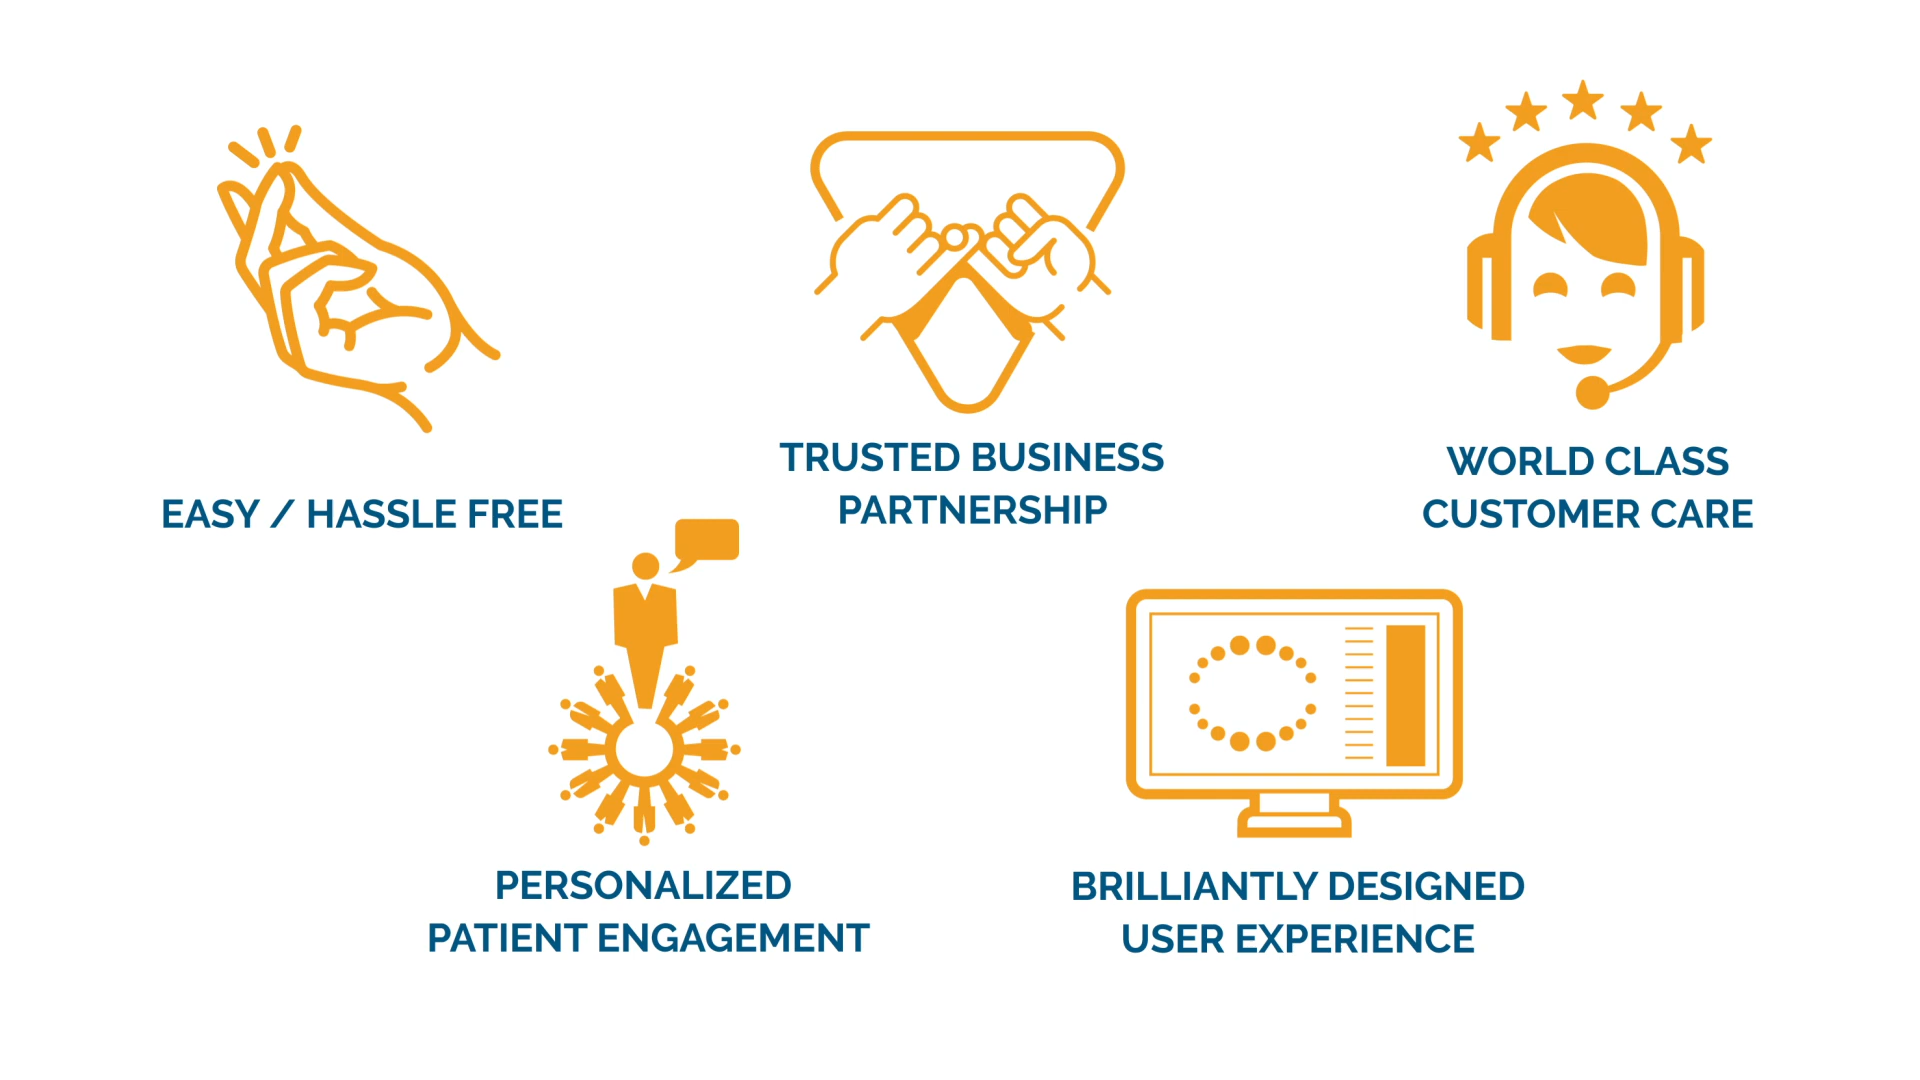 EASY / HASSLE FREE
TRUSTED BUSINESS
PARTNERSHIP
WORLD CLASS
CUSTOMER CARE
PERSONALIZED
PATIENT ENGAGEMENT
BRILLIANTLY DESIGNED
USER EXPERIENCE